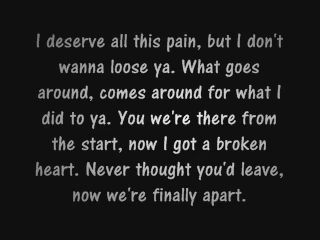 I deserve all this pain, but I don't
wanna loose ya. What goes
around, comes around for what I
did to ya. You we're there from
the start, now I got a broken
heart. Never thought you'd leave,
now we're finally apart.